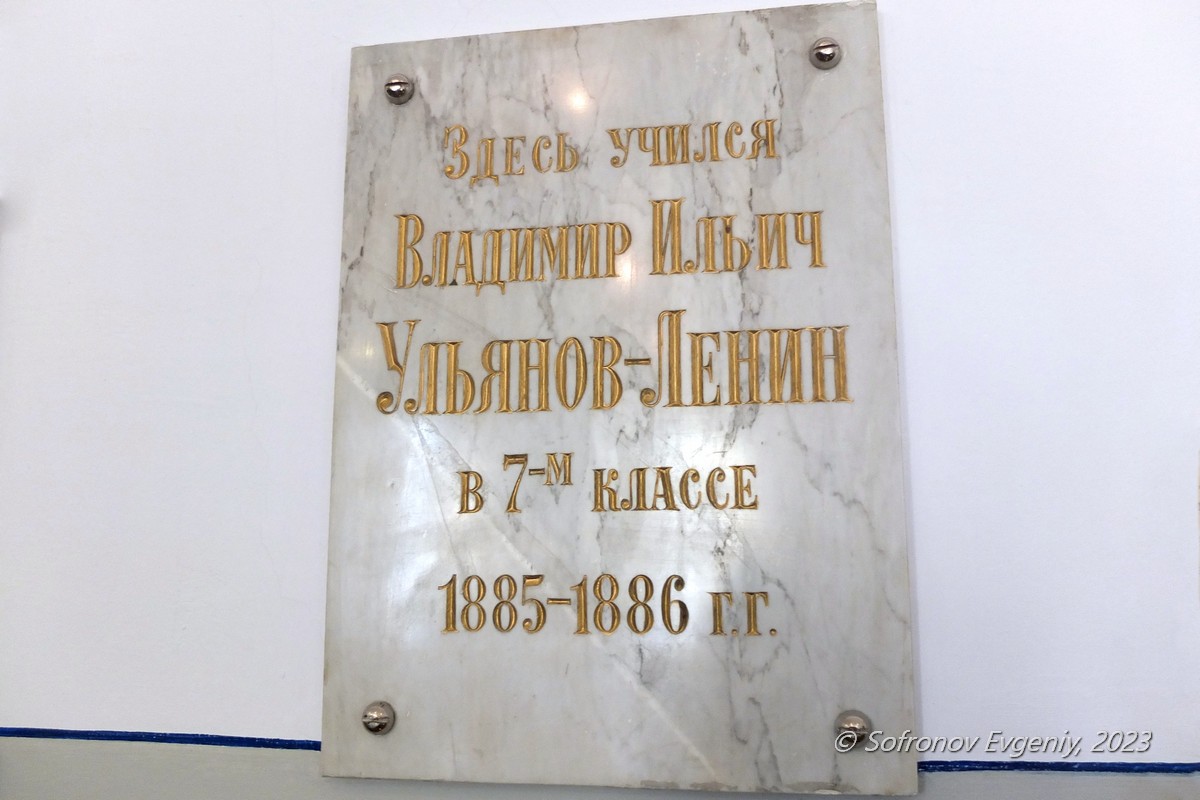 Здесь учился
Владимир Ильич
Ульянов-Ленин
в 7-м классе
1885-1886 г.г.
© Sofronov Evgeniy, 2023